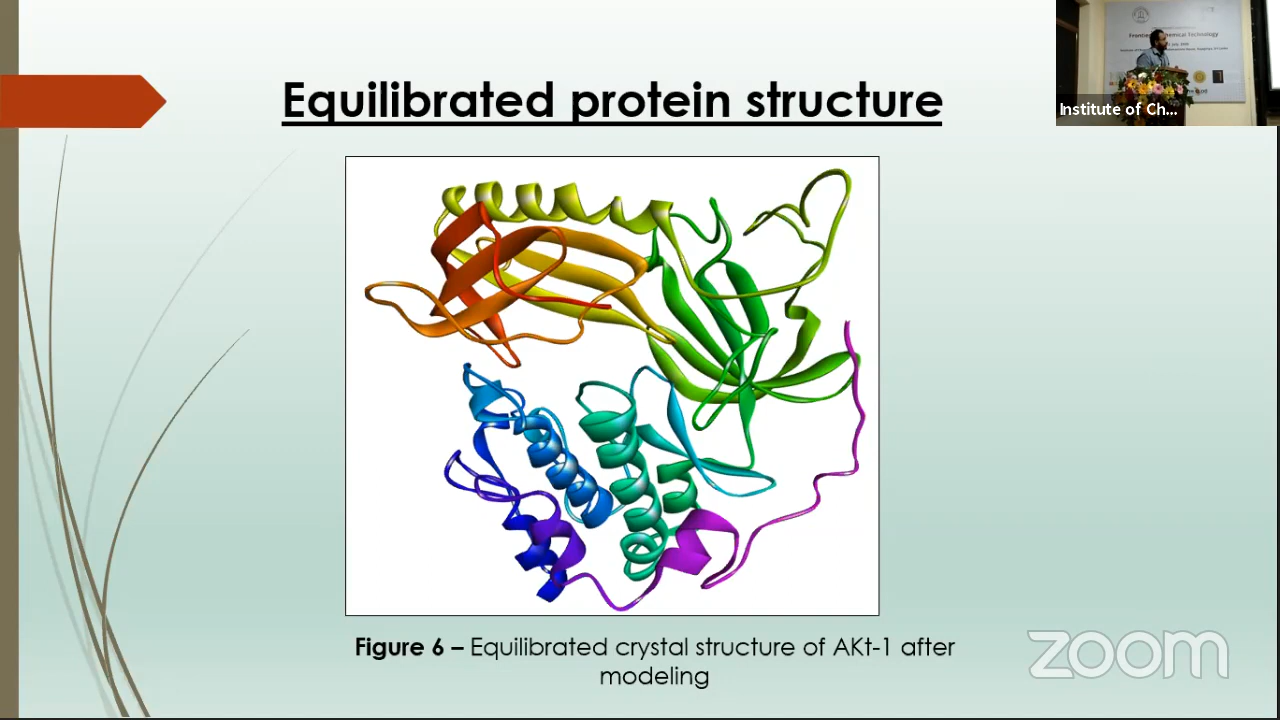 Equilibrated protein structure
Institute of Ch...
Figure 6 – Equilibrated crystal structure of AKt-1 after
modeling
zoom